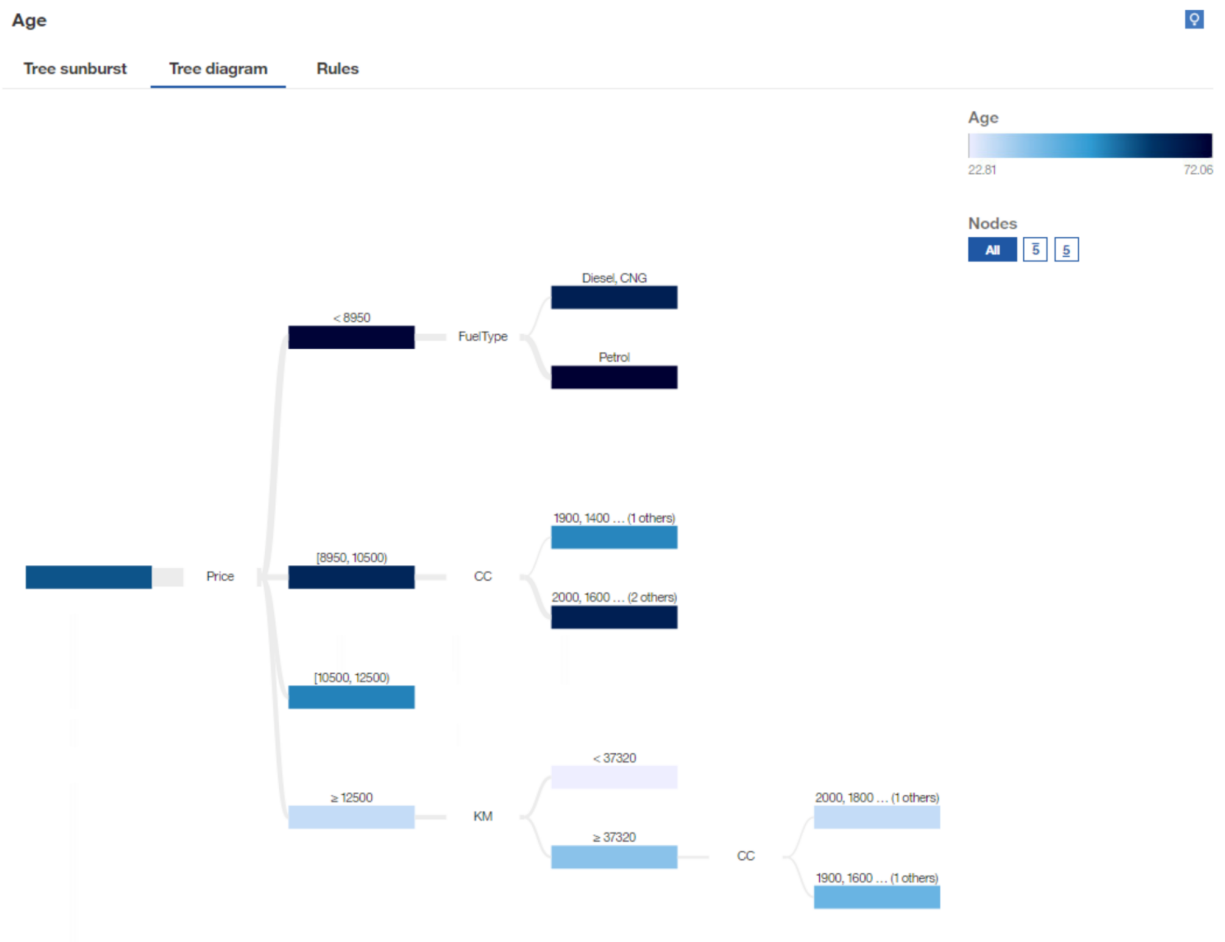 Age
Tree sunburst Tree diagram Rules
Age
22.81 72.06
Nodes
All 5 5
Diesel, CNG
< 8950
FuelType
Petrol
1900, 1400 ... (1 others)
[8950, 10500)
Price
CC
2000, 1600 ... (2 others)
[10500, 12500)
< 37320
≥ 12500
2000, 1800 ... (1 others)
KM
≥ 37320
CC
1900, 1600 ... (1 others)